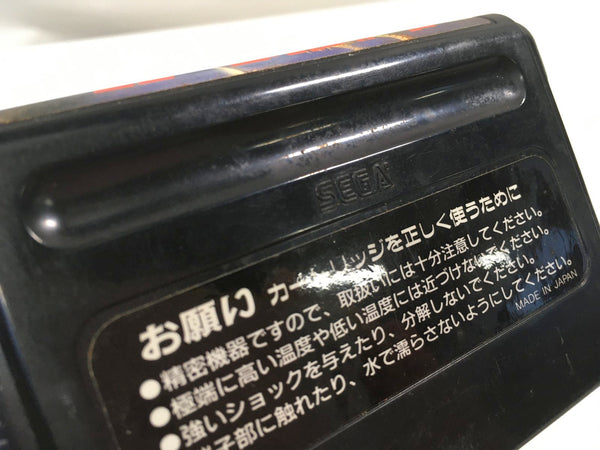 SEGA
お願い カートリッジを正しく使うために
●精密機器ですので、取扱いには十分注意してください。
●極端に高い温度や低い温度には近づけないでください。
●強いショックを与えたり、分解しないでください。
●端子部に触れたり、水で濡らさないようにしてください。
MADE IN JAPAN